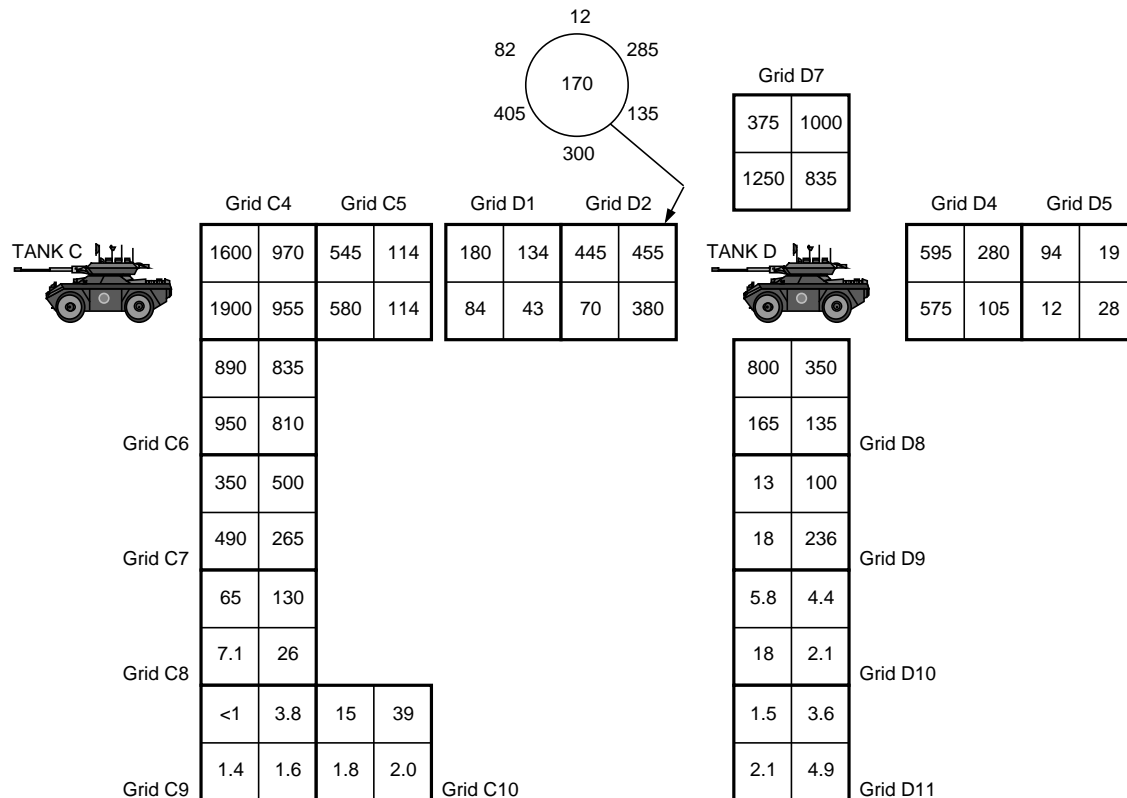 12
82 285
170
405 135
300
Grid D7
375 1000
1250 835
Grid C4 Grid C5 Grid D1 Grid D2 Grid D4 Grid D5
TANK C 1600 970 545 114 180 134 445 455 TANK D 595 280 94 19
1900 955 580 114 84 43 70 380 575 105 12 28
890 835 800 350
950 810 165 135
Grid C6 Grid D8
350 500 13 100
490 265 18 236
Grid C7 Grid D9
65 130 5.8 4.4
7.1 26 18 2.1
Grid C8 Grid D10
<1 3.8 15 39 1.5 3.6
1.4 1.6 1.8 2.0 2.1 4.9
Grid C9 Grid C10 Grid D11